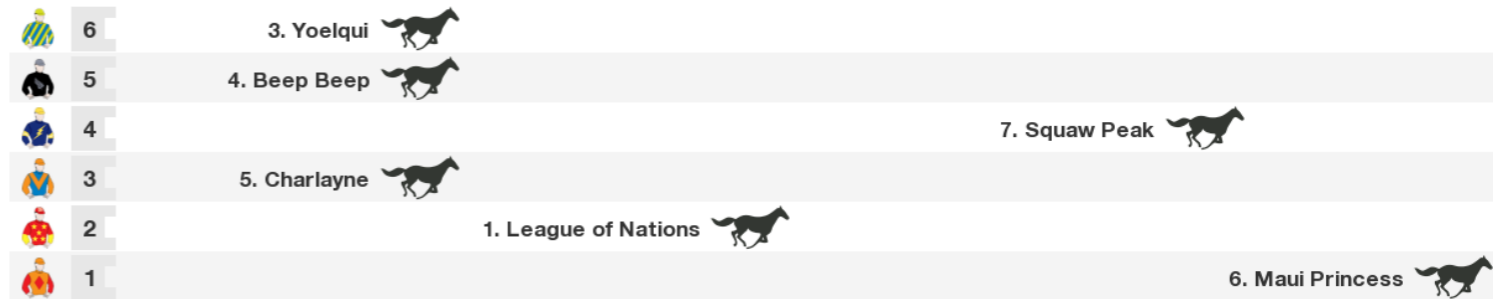 6 3. Yoelqui
5 4. Beep Beep
4 7. Squaw Peak
3 5. Charlayne
2 1. League of Nations
1 6. Maui Princess